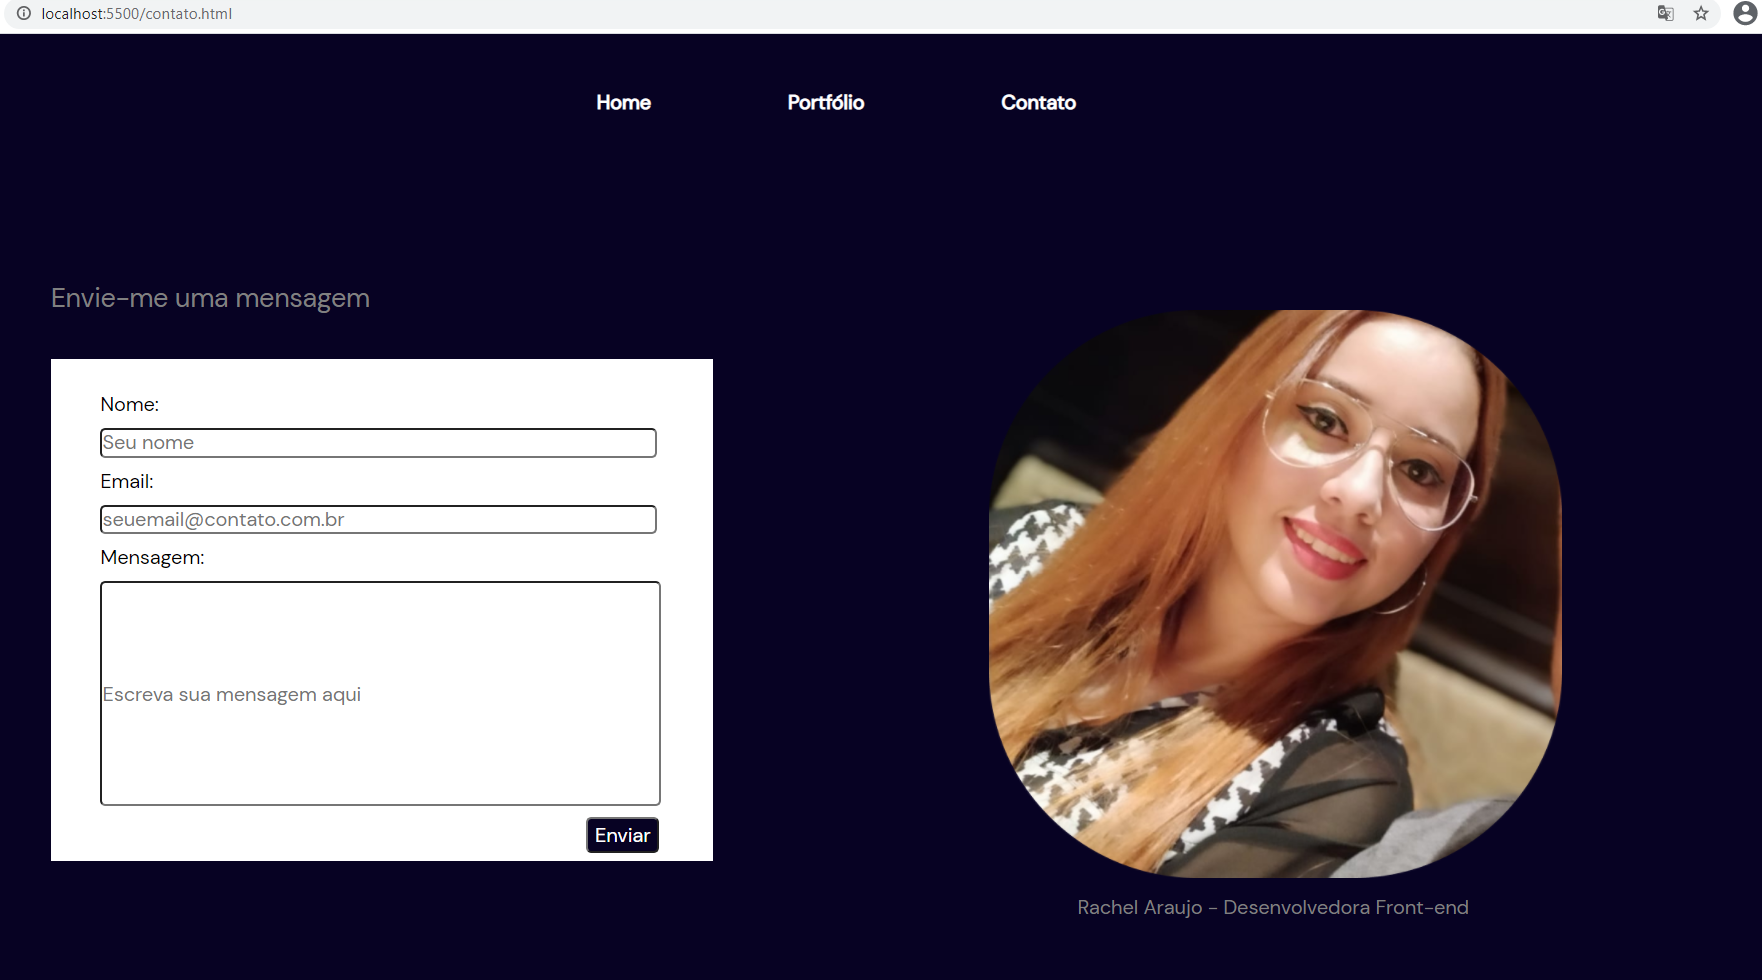 localhost:5500/contato.html
Home Portfólio Contato
Envie-me uma mensagem
Nome:
Seu nome
Email:
seuemail@contato.com.br
Mensagem:
Escreva sua mensagem aqui
Enviar
Rachel Araujo - Desenvolvedora Front-end